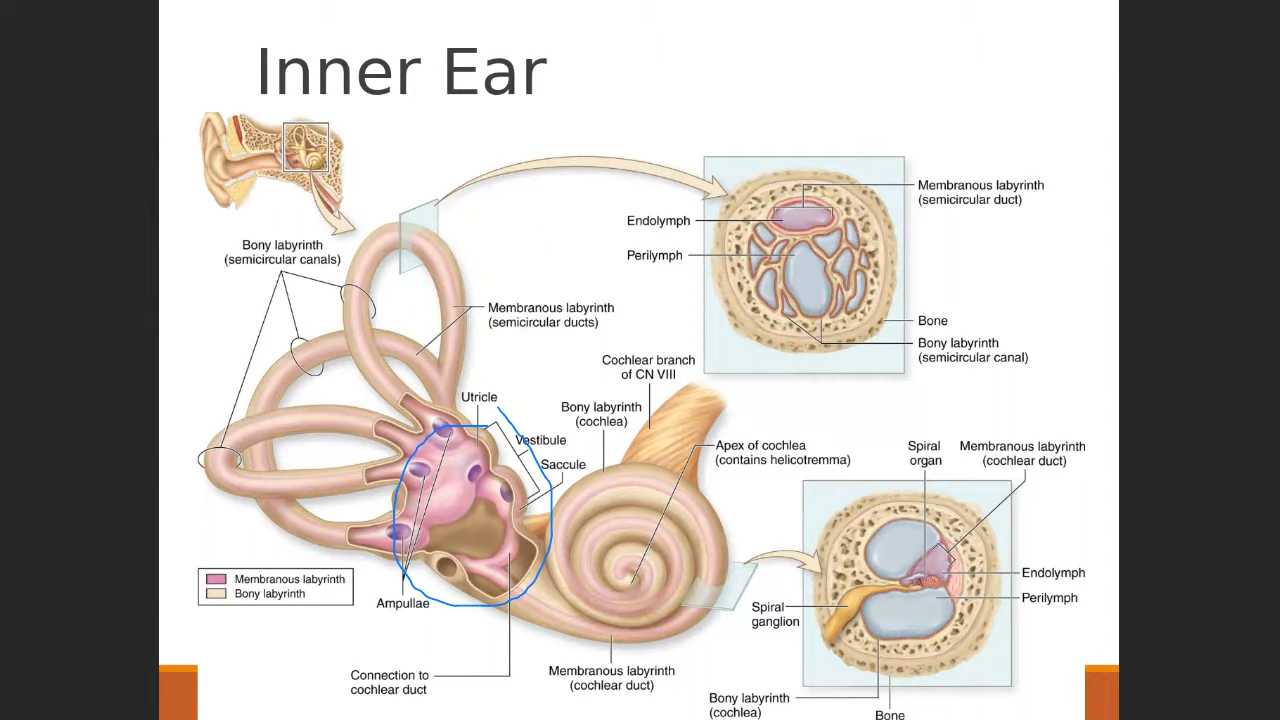 Inner Ear
Membranous labyrinth
(semicircular duct)
Endolymph
Perilymph
Bony labyrinth
(semicircular canals)
Membranous labyrinth
(semicircular ducts)
Bone
Bony labyrinth
(semicircular canal)
Cochlear branch
of CN VIII
Utricle
Bony labyrinth
(cochlea)
Vestibule
Saccule
Apex of cochlea
(contains helicotremma)
Spiral
organ
Membranous labyrinth
(cochlear duct)
Membranous labyrinth
Bony labyrinth
Ampullae
Endolymph
Perilymph
Spiral
ganglion
Connection to
cochlear duct
Membranous labyrinth
(cochlear duct)
Bony labyrinth
(cochlea)
Bone